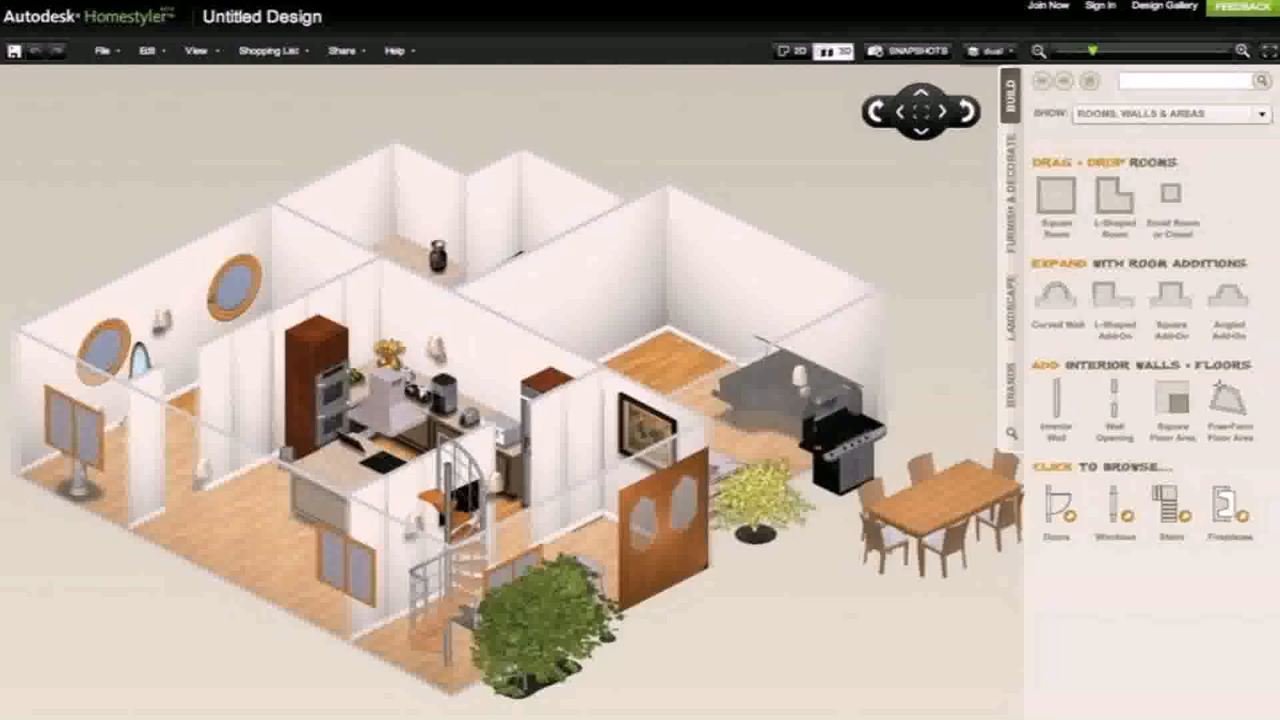 Autodesk® Homestyler™ BETA Untitled Design
Join Now Sign In Design Gallery FEEDBACK
File Edit View Shopping List Share Help
2D 3D SNAPSHOTS dual
BUILD
FURNISH & DECORATE
LANDSCAPE
BRANDS
SHOW: ROOMS, WALLS & AREAS
DRAG + DROP ROOMS
Square Room
L-Shaped Room
Small Room or Closet
EXPAND WITH ROOM ADDITIONS
Curved Wall
L-Shaped Add-On
Square Add-On
Angled Add-On
ADD INTERIOR WALLS + FLOORS
Interior Wall
Wall Opening
Square Floor Area
Free-Form Floor Area
CLICK TO BROWSE...
Doors Windows Stairs Fireplaces